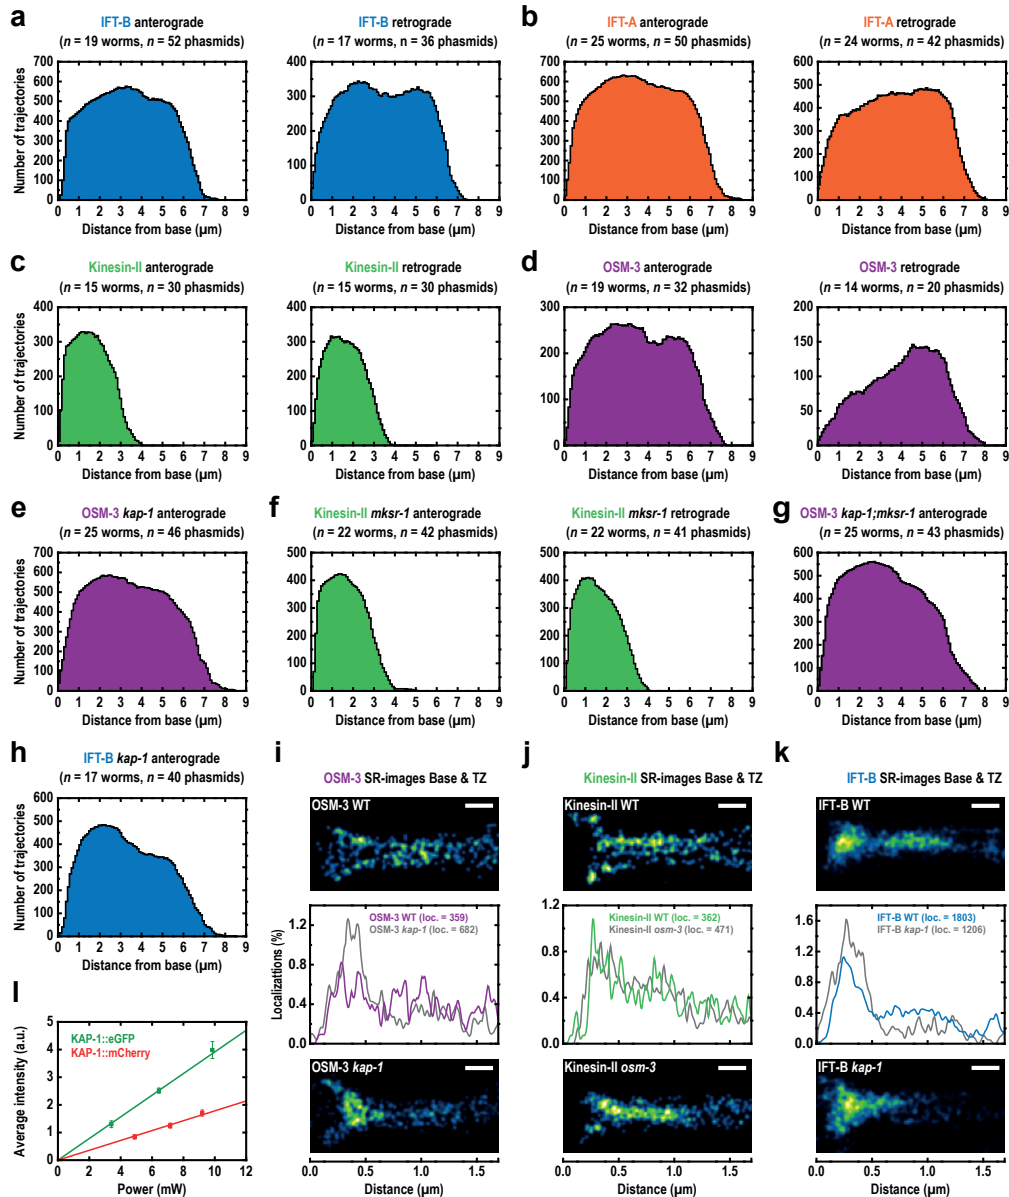 a
IFT-B anterograde
(n = 19 worms, n = 52 phasmids)
Number of trajectories
700
600
500
400
300
200
100
0
0 1 2 3 4 5 6 7 8 9
Distance from base (µm)
IFT-B retrograde
(n = 17 worms, n = 36 phasmids)
400
300
200
100
0
0 1 2 3 4 5 6 7 8 9
Distance from base (µm)
b
IFT-A anterograde
(n = 25 worms, n = 50 phasmids)
700
600
500
400
300
200
100
0
0 1 2 3 4 5 6 7 8 9
Distance from base (µm)
IFT-A retrograde
(n = 24 worms, n = 42 phasmids)
600
500
400
300
200
100
0
0 1 2 3 4 5 6 7 8 9
Distance from base (µm)
c
Kinesin-II anterograde
(n = 15 worms, n = 30 phasmids)
Number of trajectories
400
300
200
100
0
0 1 2 3 4 5 6 7 8 9
Distance from base (µm)
Kinesin-II retrograde
(n = 15 worms, n = 30 phasmids)
400
300
200
100
0
0 1 2 3 4 5 6 7 8 9
Distance from base (µm)
d
OSM-3 anterograde
(n = 19 worms, n = 32 phasmids)
300
200
100
0
0 1 2 3 4 5 6 7 8 9
Distance from base (µm)
OSM-3 retrograde
(n = 14 worms, n = 20 phasmids)
200
150
100
50
0
0 1 2 3 4 5 6 7 8 9
Distance from base (µm)
e
OSM-3 kap-1 anterograde
(n = 25 worms, n = 46 phasmids)
Number of trajectories
700
600
500
400
300
200
100
0
0 1 2 3 4 5 6 7 8 9
Distance from base (µm)
f
Kinesin-II mksr-1 anterograde
(n = 22 worms, n = 42 phasmids)
500
400
300
200
100
0
0 1 2 3 4 5 6 7 8 9
Distance from base (µm)
Kinesin-II mksr-1 retrograde
(n = 22 worms, n = 41 phasmids)
500
400
300
200
100
0
0 1 2 3 4 5 6 7 8 9
Distance from base (µm)
g
OSM-3 kap-1;mksr-1 anterograde
(n = 25 worms, n = 43 phasmids)
600
500
400
300
200
100
0
0 1 2 3 4 5 6 7 8 9
Distance from base (µm)
h
IFT-B kap-1 anterograde
(n = 17 worms, n = 40 phasmids)
Number of trajectories
600
500
400
300
200
100
0
0 1 2 3 4 5 6 7 8 9
Distance from base (µm)
i
OSM-3 SR-images Base & TZ
OSM-3 WT
Localizattions (%)
OSM-3 WT (loc. = 359)
OSM-3 kap-1 (loc. = 682)
1.2
0.8
0.4
0.0
OSM-3 kap-1
0.0 0.5 1.0 1.5
Distance (µm)
j
Kinesin-II SR-images Base & TZ
Kinesin-II WT
Kinesin-II WT (loc. = 362)
Kinesin-II osm-3 (loc. = 471)
1.2
0.8
0.4
0.0
Kinesin-II osm-3
0.0 0.5 1.0 1.5
Distance (µm)
k
IFT-B SR-images Base & TZ
IFT-B WT
IFT-B WT (loc. = 1803)
IFT-B kap-1 (loc. = 1206)
1.6
1.2
0.8
0.4
0.0
IFT-B kap-1
0.0 0.5 1.0 1.5
Distance (µm)
l
KAP-1::eGFP
KAP-1::mCherry
Average intensity (a.u.)
5
4
3
2
1
0
2 4 6 8 10 12
Power (mW)